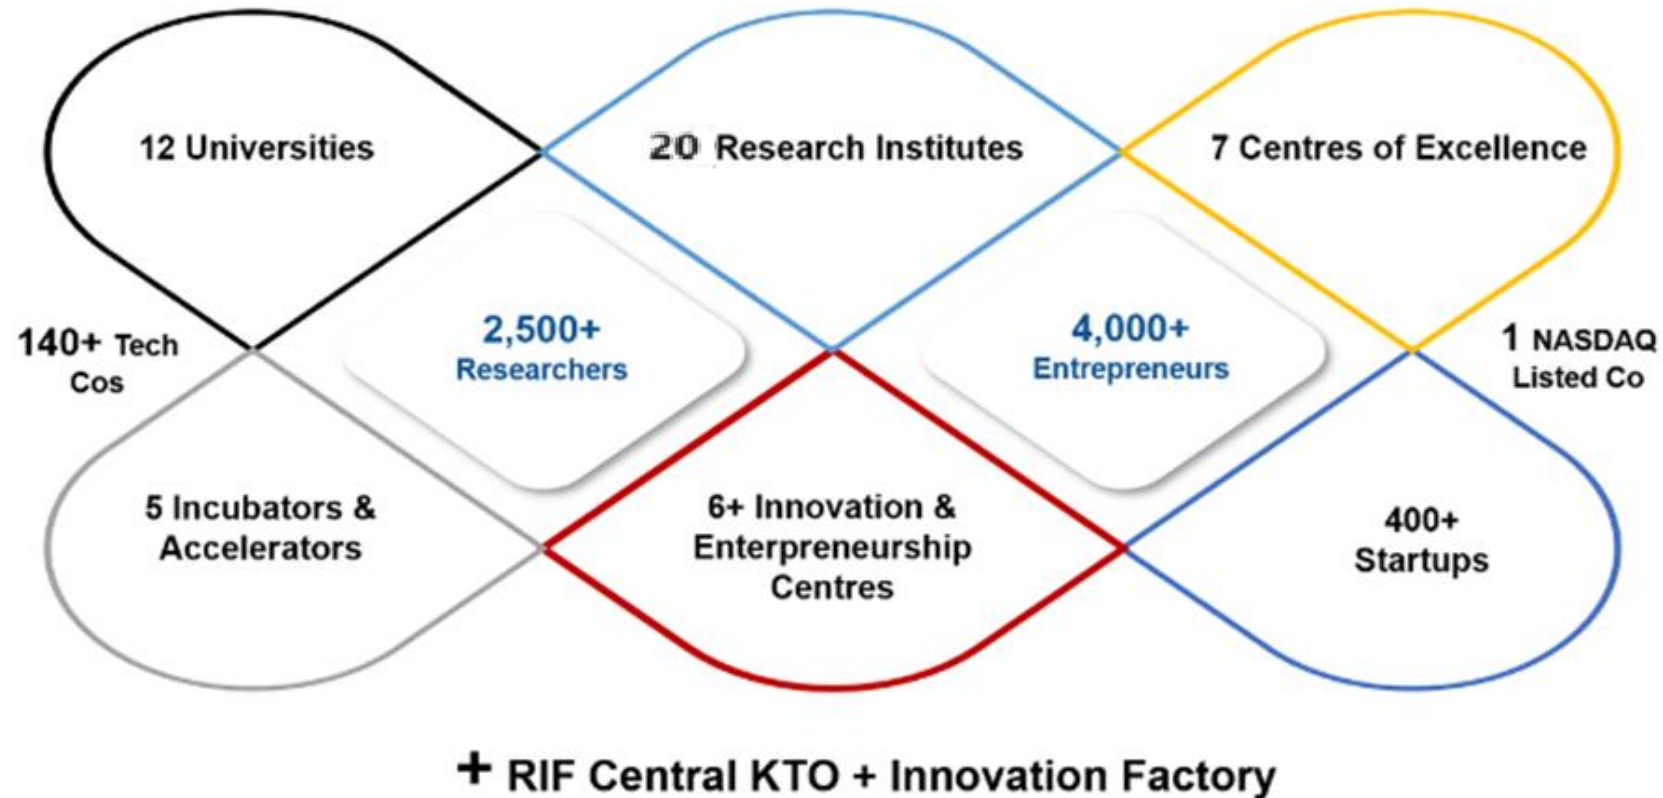 12 Universities
20 Research Institutes
7 Centres of Excellence
140+ Tech
Cos
2,500+
Researchers
4,000+
Entrepreneurs
1 NASDAQ
Listed Co
5 Incubators &
Accelerators
6+ Innovation &
Enterpreneurship
Centres
400+
Startups
+ RIF Central KTO + Innovation Factory